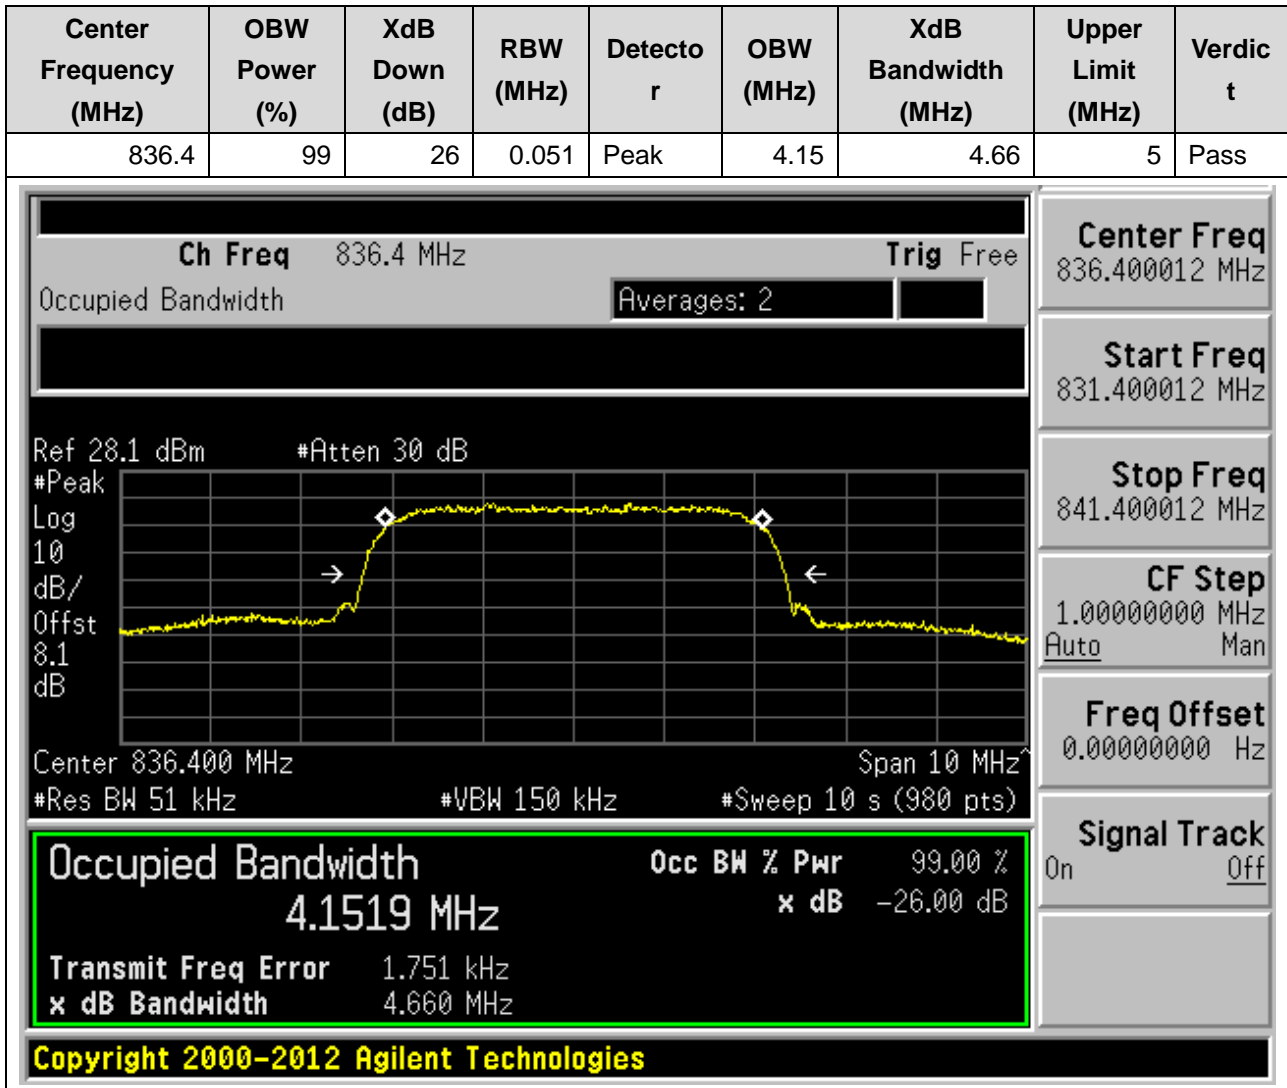 Center Frequency (MHz) OBW Power (%) XdB Down (dB) RBW (MHz) Detector OBW (MHz) XdB Bandwidth (MHz) Upper Limit (MHz) Verdict
836.4 99 26 0.051 Peak 4.15 4.66 5 Pass
Ch Freq 836.4 MHz Trig Free
Occupied Bandwidth Averages: 2
Ref 28.1 dBm #Atten 30 dB
#Peak
Log
10
dB/
Offst
8.1
dB
Center 836.400 MHz Span 10 MHz^
#Res BW 51 kHz #VBW 150 kHz #Sweep 10 s (980 pts)
Occupied Bandwidth Occ BW % Pwr 99.00 %
4.1519 MHz x dB -26.00 dB
Transmit Freq Error 1.751 kHz
x dB Bandwidth 4.660 MHz
Copyright 2000-2012 Agilent Technologies
Center Freq
836.400012 MHz
Start Freq
831.400012 MHz
Stop Freq
841.400012 MHz
CF Step
1.00000000 MHz
Auto Man
Freq Offset
0.00000000 Hz
Signal Track
On Off